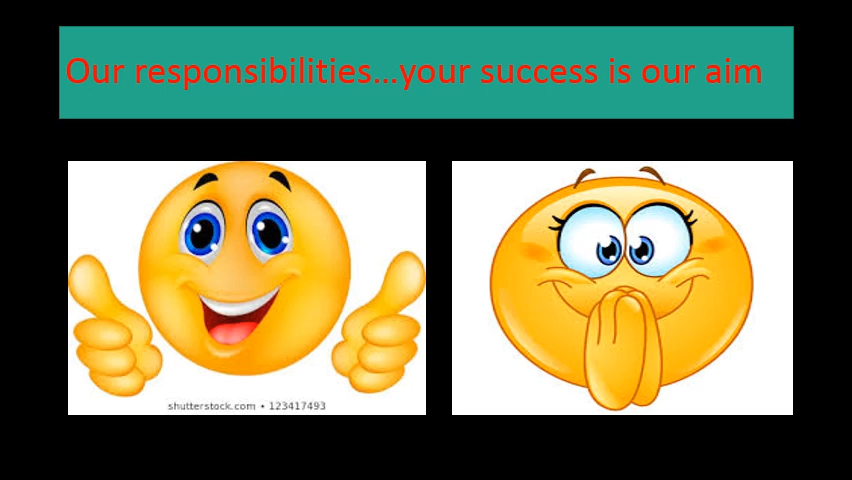 Our responsibilities...your success is our aim
shutterstock.com • 123417493